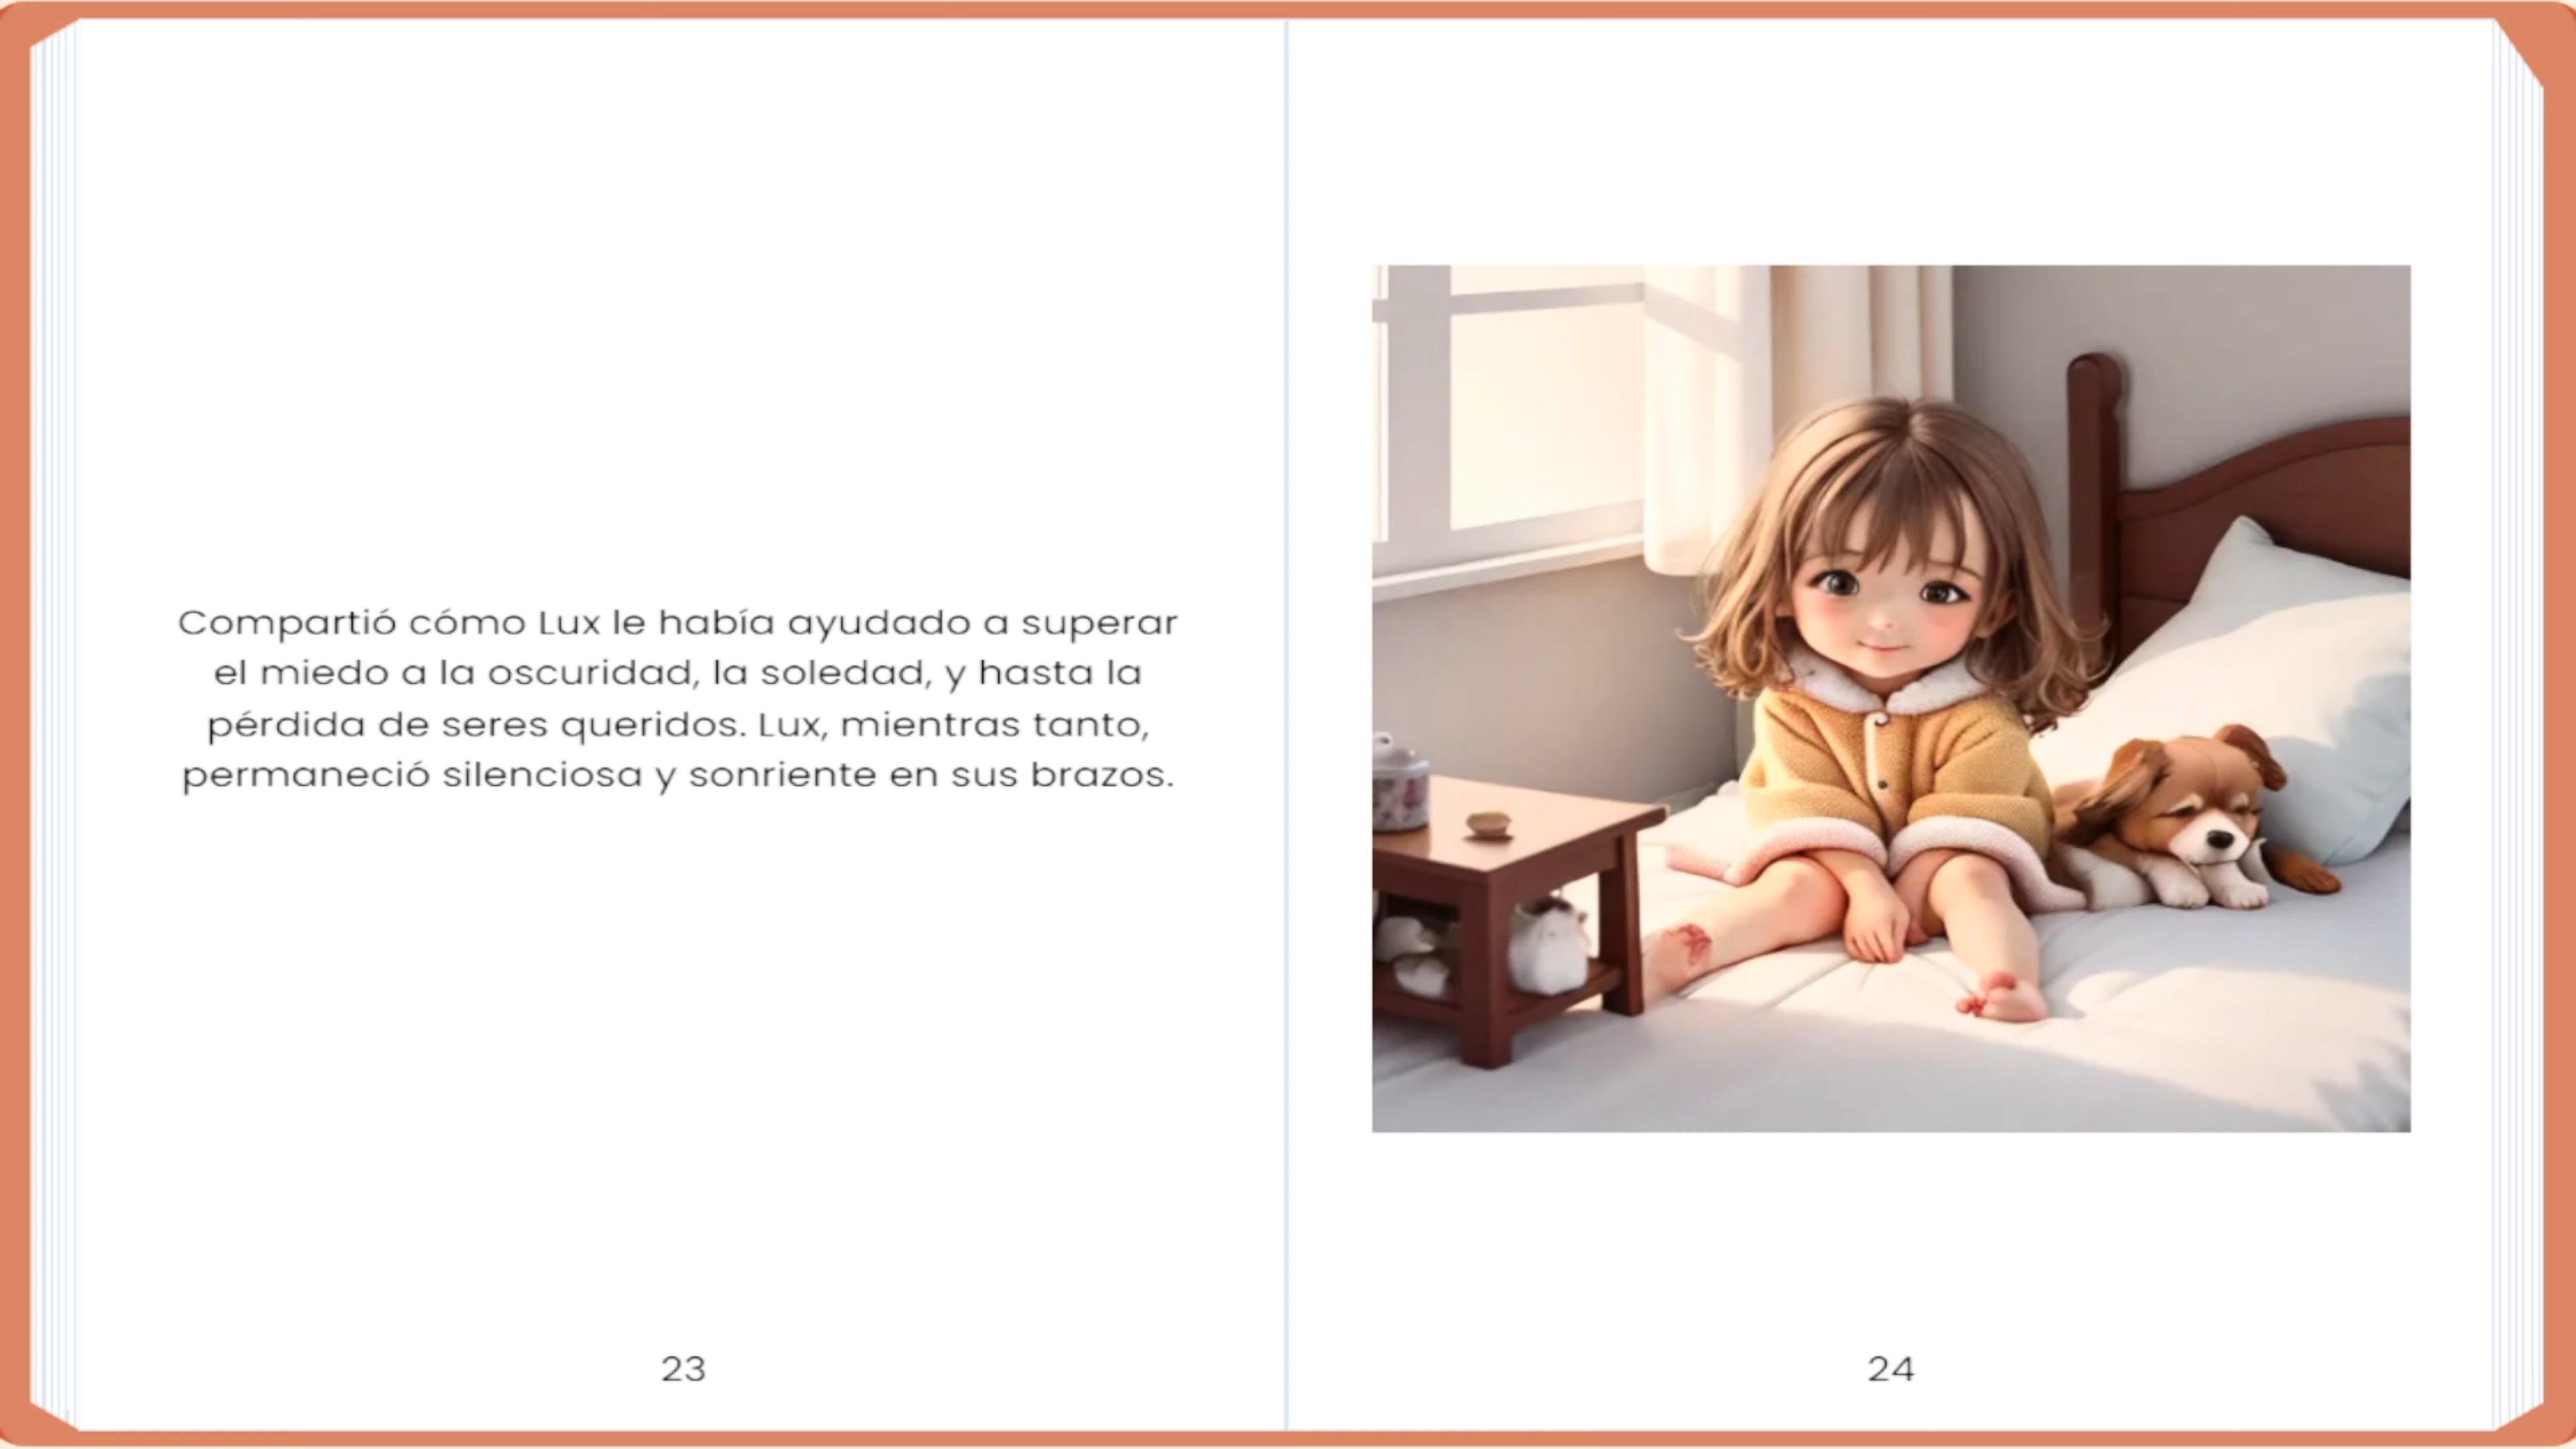 Compartió cómo Lux le había ayudado a superar
el miedo a la oscuridad, la soledad, y hasta la
pérdida de seres queridos. Lux, mientras tanto,
permaneció silenciosa y sonriente en sus brazos.
23
24